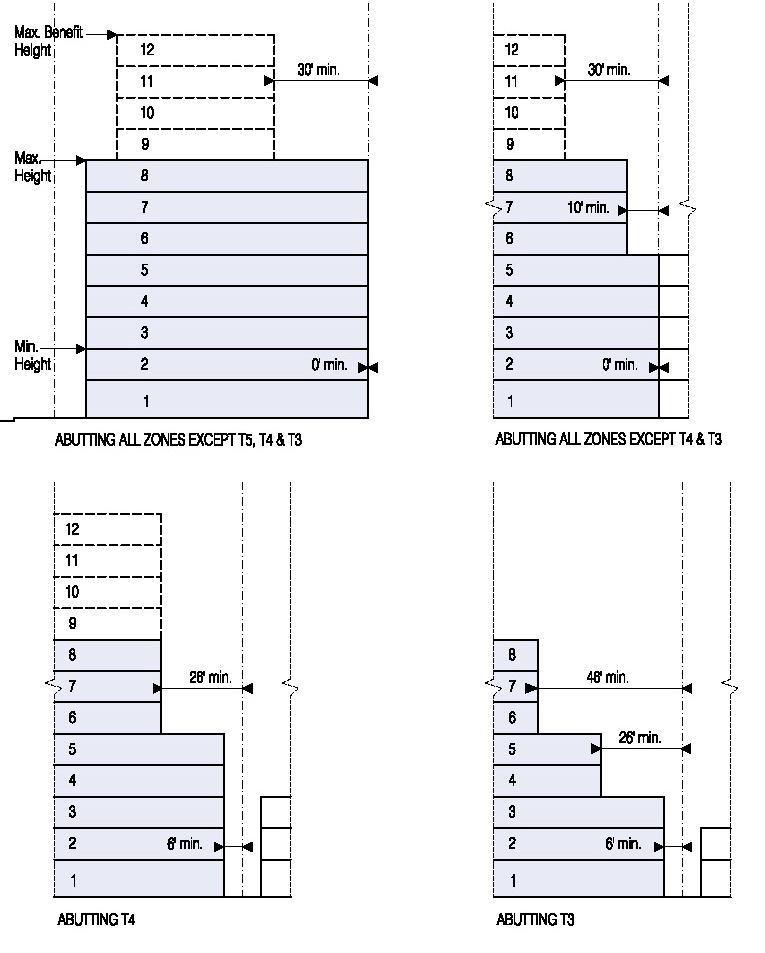 Max. Benefit
Height
12
11
30' min.
10
9
Max.
Height
8
7
6
5
4
3
Min.
Height
2
0' min.
1
ABUTTING ALL ZONES EXCEPT T5, T4 & T3
12
11
30' min.
10
9
8
7
10' min.
6
5
4
3
2
0' min.
1
ABUTTING ALL ZONES EXCEPT T4 & T3
12
11
10
9
8
7
26' min.
6
5
4
3
2
6' min.
1
ABUTTING T4
8
7
46' min.
6
5
26' min.
4
3
2
6' min.
1
ABUTTING T3